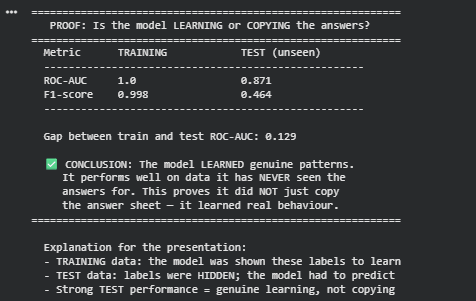 ============================================================
PROOF: Is the model LEARNING or COPYING the answers?
============================================================
Metric TRAINING TEST (unseen)
----------------------------------------------------
ROC-AUC 1.0 0.871
F1-score 0.998 0.464
----------------------------------------------------
Gap between train and test ROC-AUC: 0.129
✅ CONCLUSION: The model LEARNED genuine patterns.
It performs well on data it has NEVER seen the
answers for. This proves it did NOT just copy
the answer sheet — it learned real behaviour.
============================================================
Explanation for the presentation:
- TRAINING data: the model was shown these labels to learn
- TEST data: labels were HIDDEN; the model had to predict
- Strong TEST performance = genuine learning, not copying